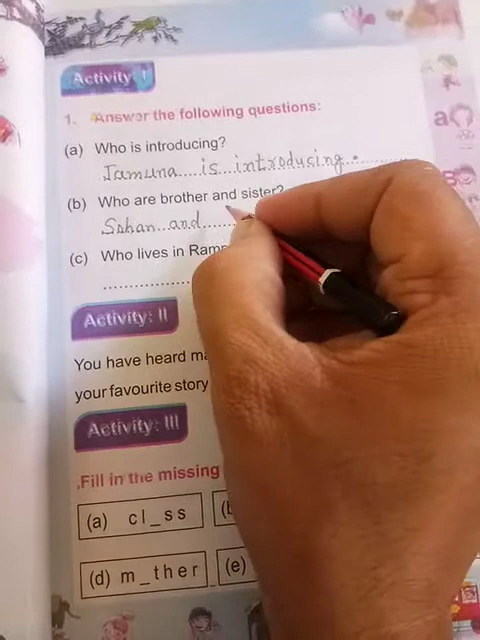 Activity: I
1. Answer the following questions:
(a) Who is introducing?
Jamuna....is...introducing............
(b) Who are brother and sister?
Sohan..and.......
(c) Who lives in
..................
Activity: II
You have heard
your favourite story
Activity: III
Fill in the missing
(a) cl_ss
(d) m_ther (e)
a
B